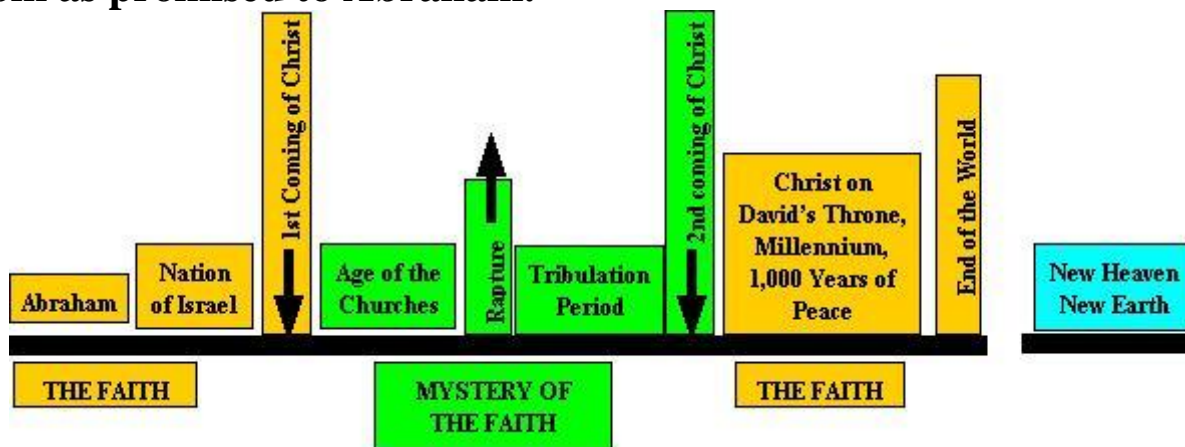 as promised to Abraham.
1st Coming of Christ
2nd coming of Christ
End of the World
Rapture
Abraham
Nation
of Israel
Age of the
Churches
Tribulation
Period
Christ on
David's Throne,
Millennium,
1,000 Years of
Peace
New Heaven
New Earth
THE FAITH
MYSTERY OF
THE FAITH
THE FAITH